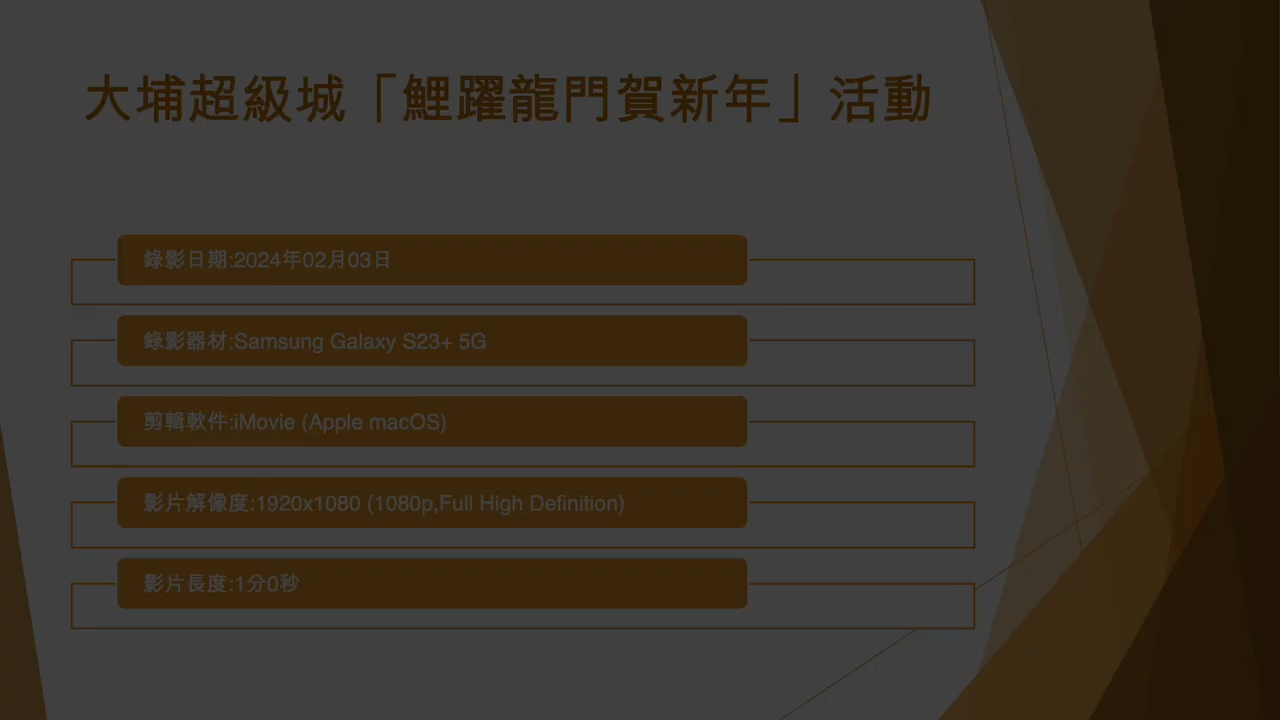 大埔超級城「鯉躍龍門賀新年」活動
錄影日期:2024年02月03日
錄影器材:Samsung Galaxy S23+ 5G
剪輯軟件:iMovie (Apple macOS)
影片解像度:1920x1080 (1080p,Full High Definition)
影片長度:1分0秒